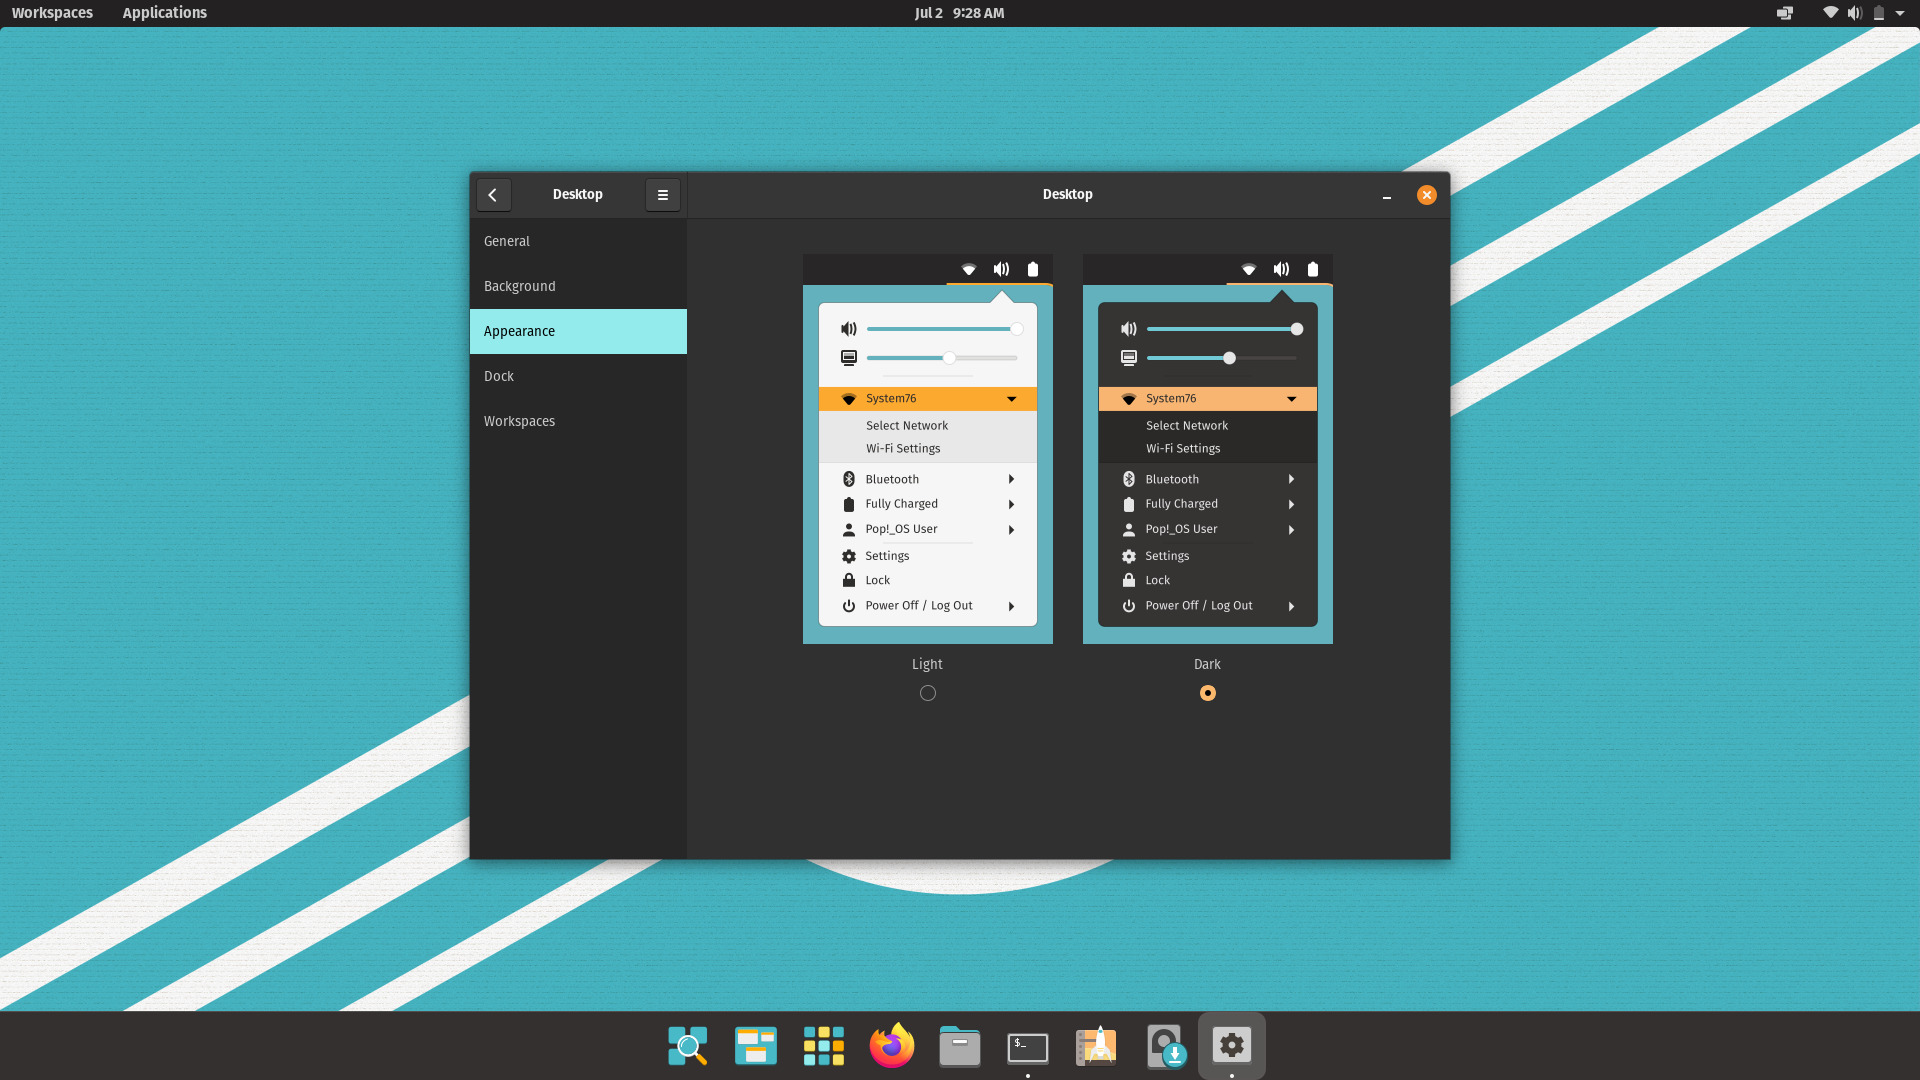 Workspaces Applications Jul 2 9:28 AM
Desktop Desktop
General
Background
Appearance
Dock
Workspaces
System76
Select Network
Wi-Fi Settings
Bluetooth
Fully Charged
Pop!_OS User
Settings
Lock
Power Off / Log Out
Light
System76
Select Network
Wi-Fi Settings
Bluetooth
Fully Charged
Pop!_OS User
Settings
Lock
Power Off / Log Out
Dark
$_